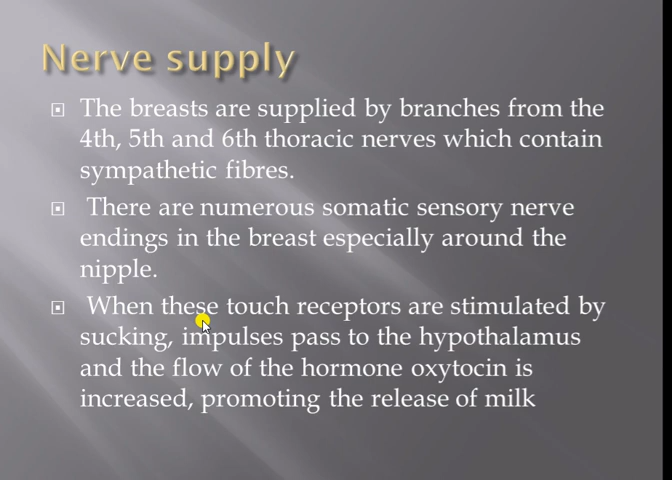 Nerve supply
The breasts are supplied by branches from the
4th, 5th and 6th thoracic nerves which contain
sympathetic fibres.
There are numerous somatic sensory nerve
endings in the breast especially around the
nipple.
When these touch receptors are stimulated by
sucking, impulses pass to the hypothalamus
and the flow of the hormone oxytocin is
increased, promoting the release of milk